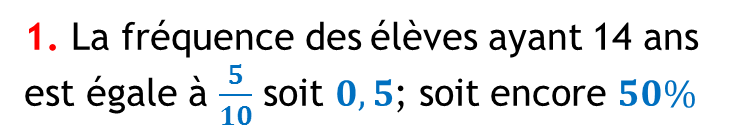 1. La fréquence des élèves ayant 14 ans
est égale à 5/10 soit 0,5; soit encore 50%